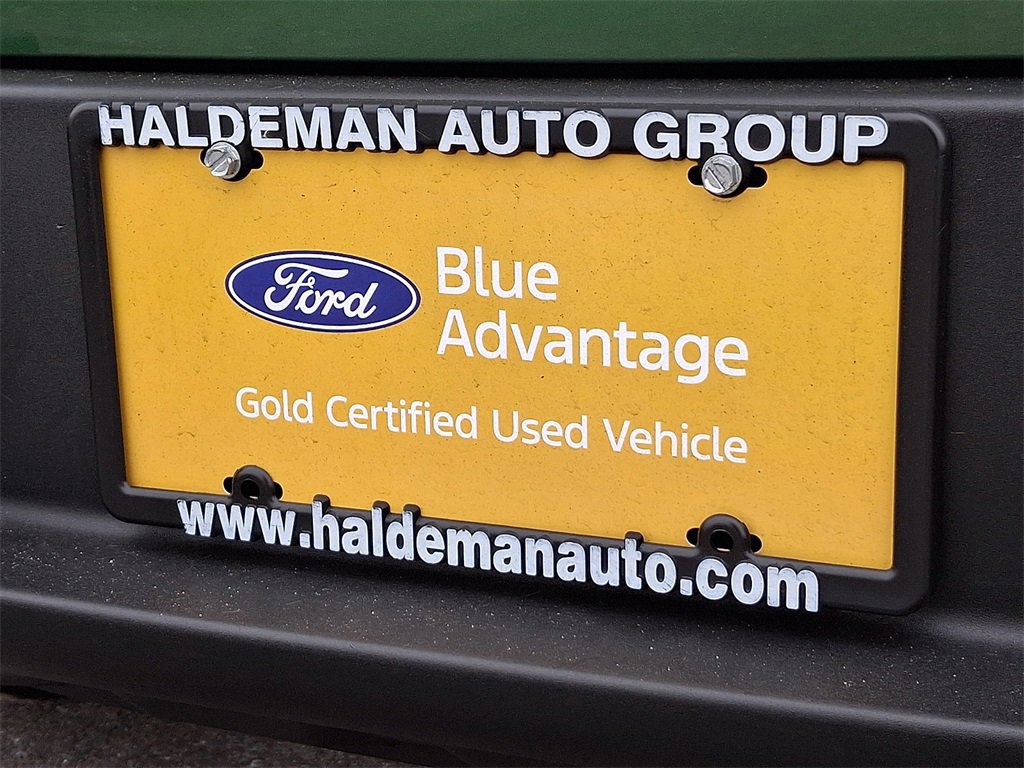 HALDEMAN AUTO GROUP
Ford
Blue
Advantage
Gold Certified Used Vehicle
www.haldemanauto.com